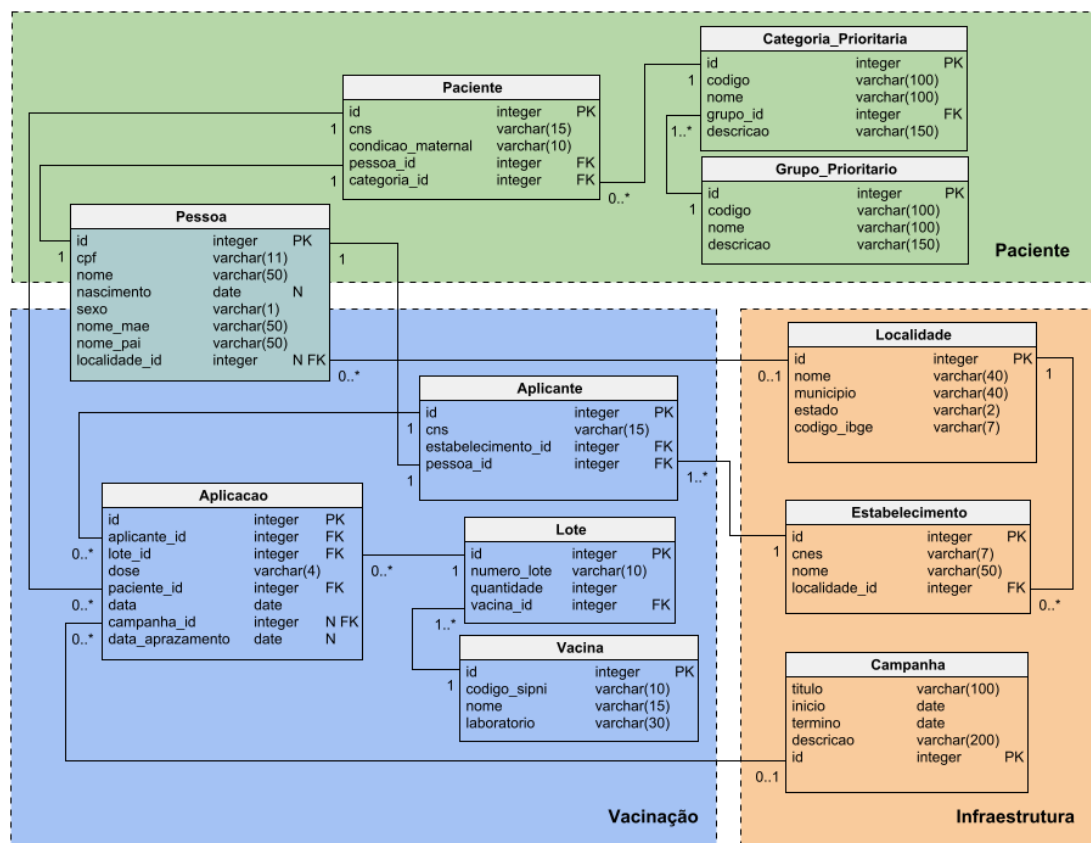 Categoria_Prioritaria
id integer PK
codigo varchar(100)
nome varchar(100)
grupo_id integer FK
descricao varchar(150)
1
1..*
Paciente
id integer PK
cns varchar(15)
condicao_maternal varchar(10)
pessoa_id integer FK
categoria_id integer FK
1
1
0..*
Grupo_Prioritario
id integer PK
codigo varchar(100)
nome varchar(100)
descricao varchar(150)
1
Paciente
Pessoa
id integer PK
cpf varchar(11)
nome varchar(50)
nascimento date N
sexo varchar(1)
nome_mae varchar(50)
nome_pai varchar(50)
localidade_id integer N FK
1
1
0..*
Localidade
id integer PK
nome varchar(40)
municipio varchar(40)
estado varchar(2)
codigo_ibge varchar(7)
0..1
1
Aplicante
id integer PK
cns varchar(15)
estabelecimento_id integer FK
pessoa_id integer FK
1
1
1..*
Aplicacao
id integer PK
aplicante_id integer FK
lote_id integer FK
dose varchar(4)
paciente_id integer FK
data date
campanha_id integer N FK
data_aprazamento date N
0..*
0..*
0..*
0..*
Lote
id integer PK
numero_lote varchar(10)
quantidade integer
vacina_id integer FK
1
1..*
Estabelecimento
id integer PK
cnes varchar(7)
nome varchar(50)
localidade_id integer FK
1
0..*
Vacina
id integer PK
codigo_sipni varchar(10)
nome varchar(15)
laboratorio varchar(30)
1
Campanha
titulo varchar(100)
inicio date
termino date
descricao varchar(200)
id integer PK
0..1
Vacinação
Infraestrutura